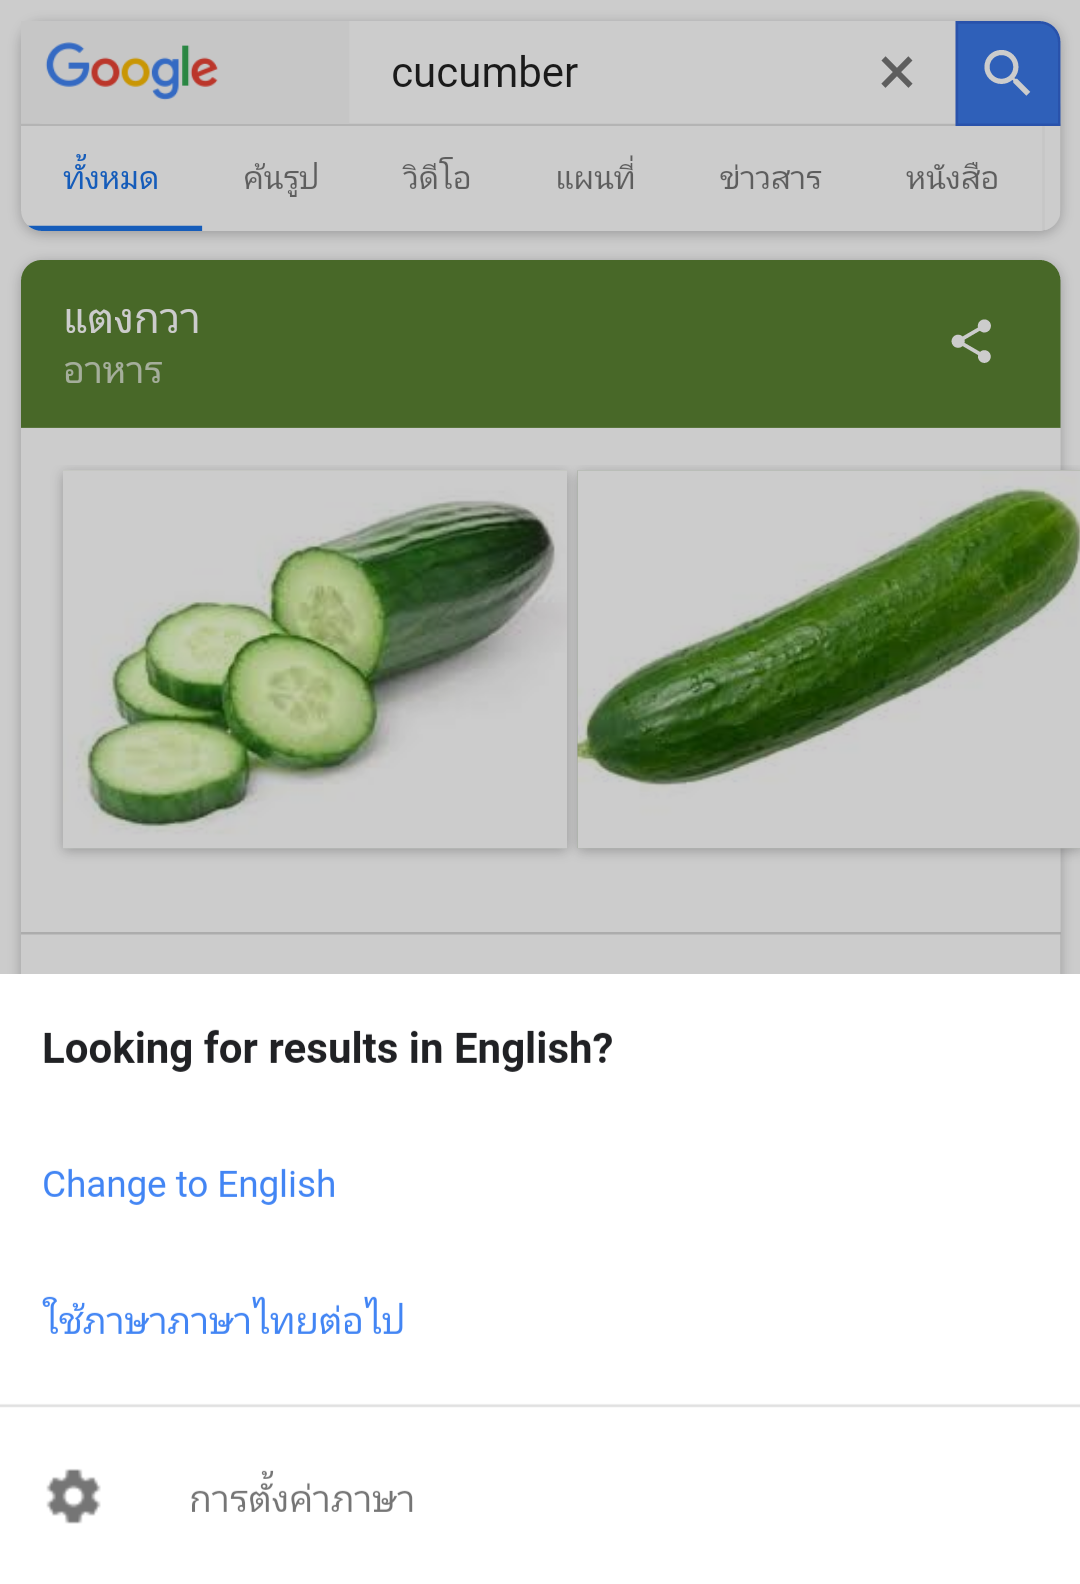 Google
cucumber
ทั้งหมด ค้นรูป วิดีโอ แผนที่ ข่าวสาร หนังสือ
แตงกวา
อาหาร
Looking for results in English?
Change to English
ใช้ภาษาภาษาไทยต่อไป
การตั้งค่าภาษา